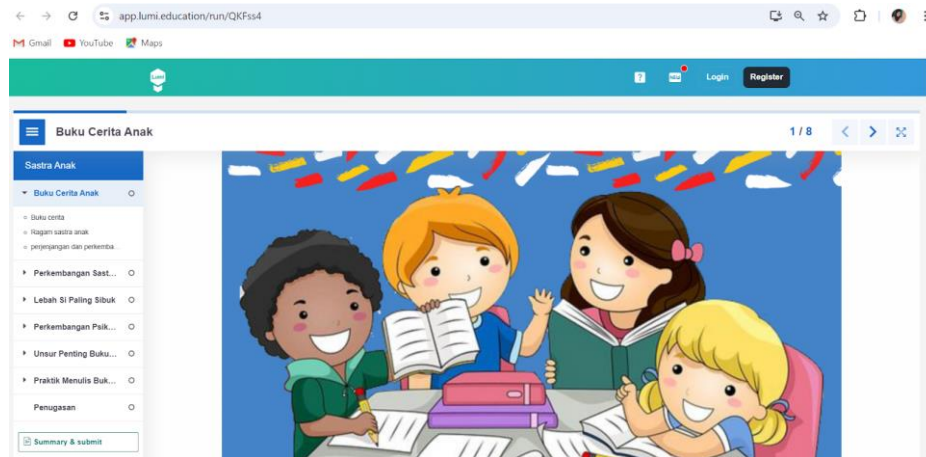 app.lumi.education/run/QKFss4
Gmail YouTube Maps
Lumi
? NEW Login Register
Buku Cerita Anak 1 / 8
Sastra Anak
Buku Cerita Anak
Buku cerita
Ragam sastra anak
perjenjangan dan perkemba...
Perkembangan Sast...
Lebah Si Paling Sibuk
Perkembangan Psik...
Unsur Penting Buku...
Praktik Menulis Buk...
Penugasan
Summary & submit